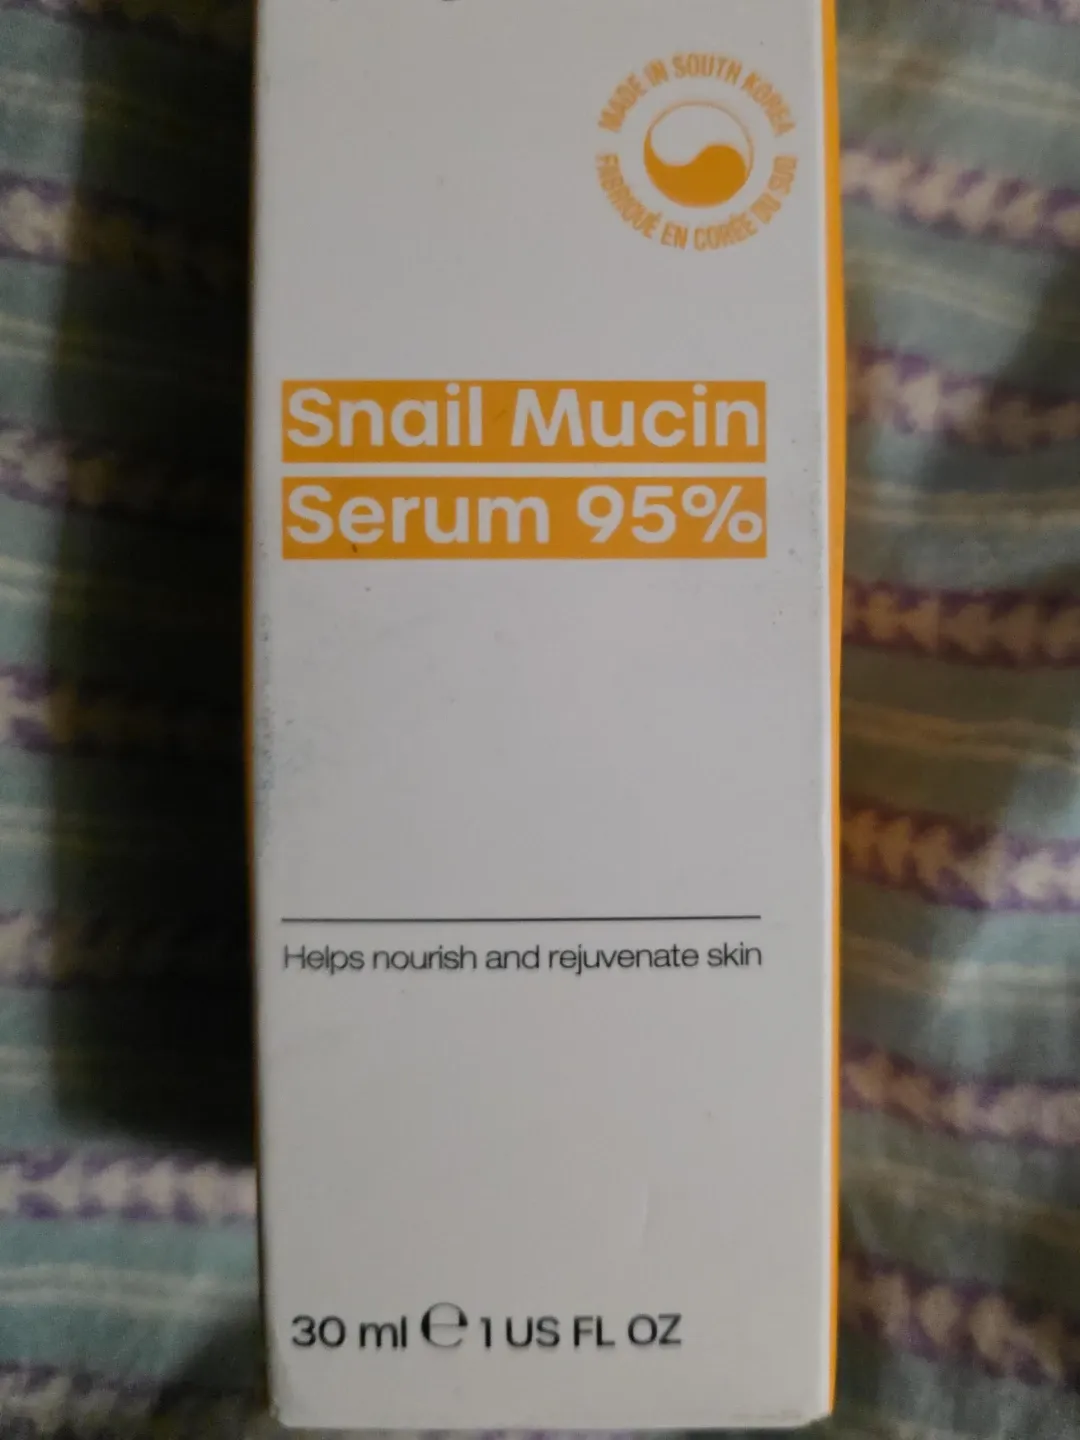 MADE IN SOUTH KOREA
FABRIQUÉ EN CORÉE DU SUD
Snail Mucin
Serum 95%
Helps nourish and rejuvenate skin
30 ml ℮ 1 US FL OZ